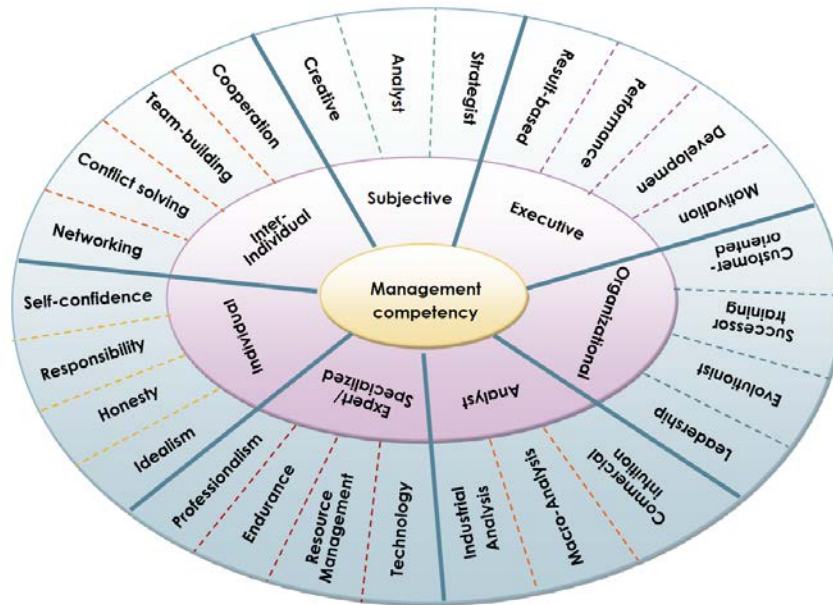 Management
competency
Subjective
Creative
Analyst
Strategist
Executive
Result-based
Performance
Developmen
Motivation
Organizational
Customer-
oriented
Successor
training
Evolutionist
Leadership
Analyst
Commercial
Intuition
Macro-Analysis
Industrial
Analysis
Expert/
Specialized
Technology
Resource
Management
Endurance
Professionalism
Individual
Idealism
Honesty
Responsibility
Self-confidence
Inter-
Individual
Networking
Conflict solving
Team-building
Cooperation